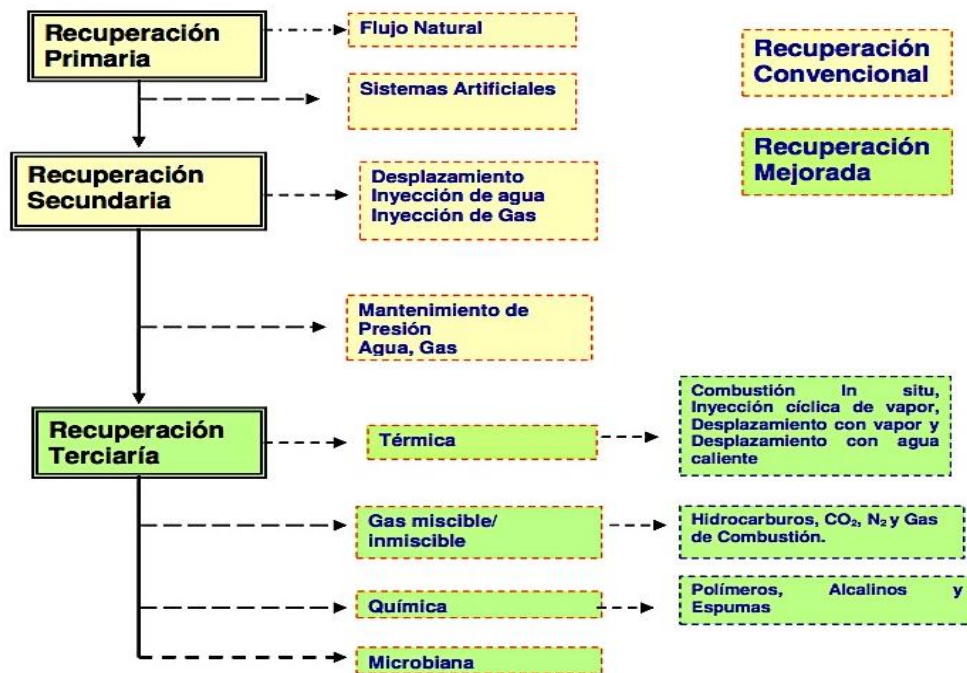 Recuperación
Primaria
Flujo Natural
Sistemas Artificiales
Recuperación
Convencional
Recuperación
Mejorada
Recuperación
Secundaria
Desplazamiento
Inyección de agua
Inyección de Gas
Mantenimiento de
Presión
Agua, Gas
Recuperación
Terciaría
Térmica
Combustión In situ,
Inyección cíclica de vapor,
Desplazamiento con vapor y
Desplazamiento con agua
caliente
Gas miscible/
inmiscible
Hidrocarburos, CO₂, N₂ y Gas
de Combustión.
Química
Polímeros, Alcalinos y
Espumas
Microbiana